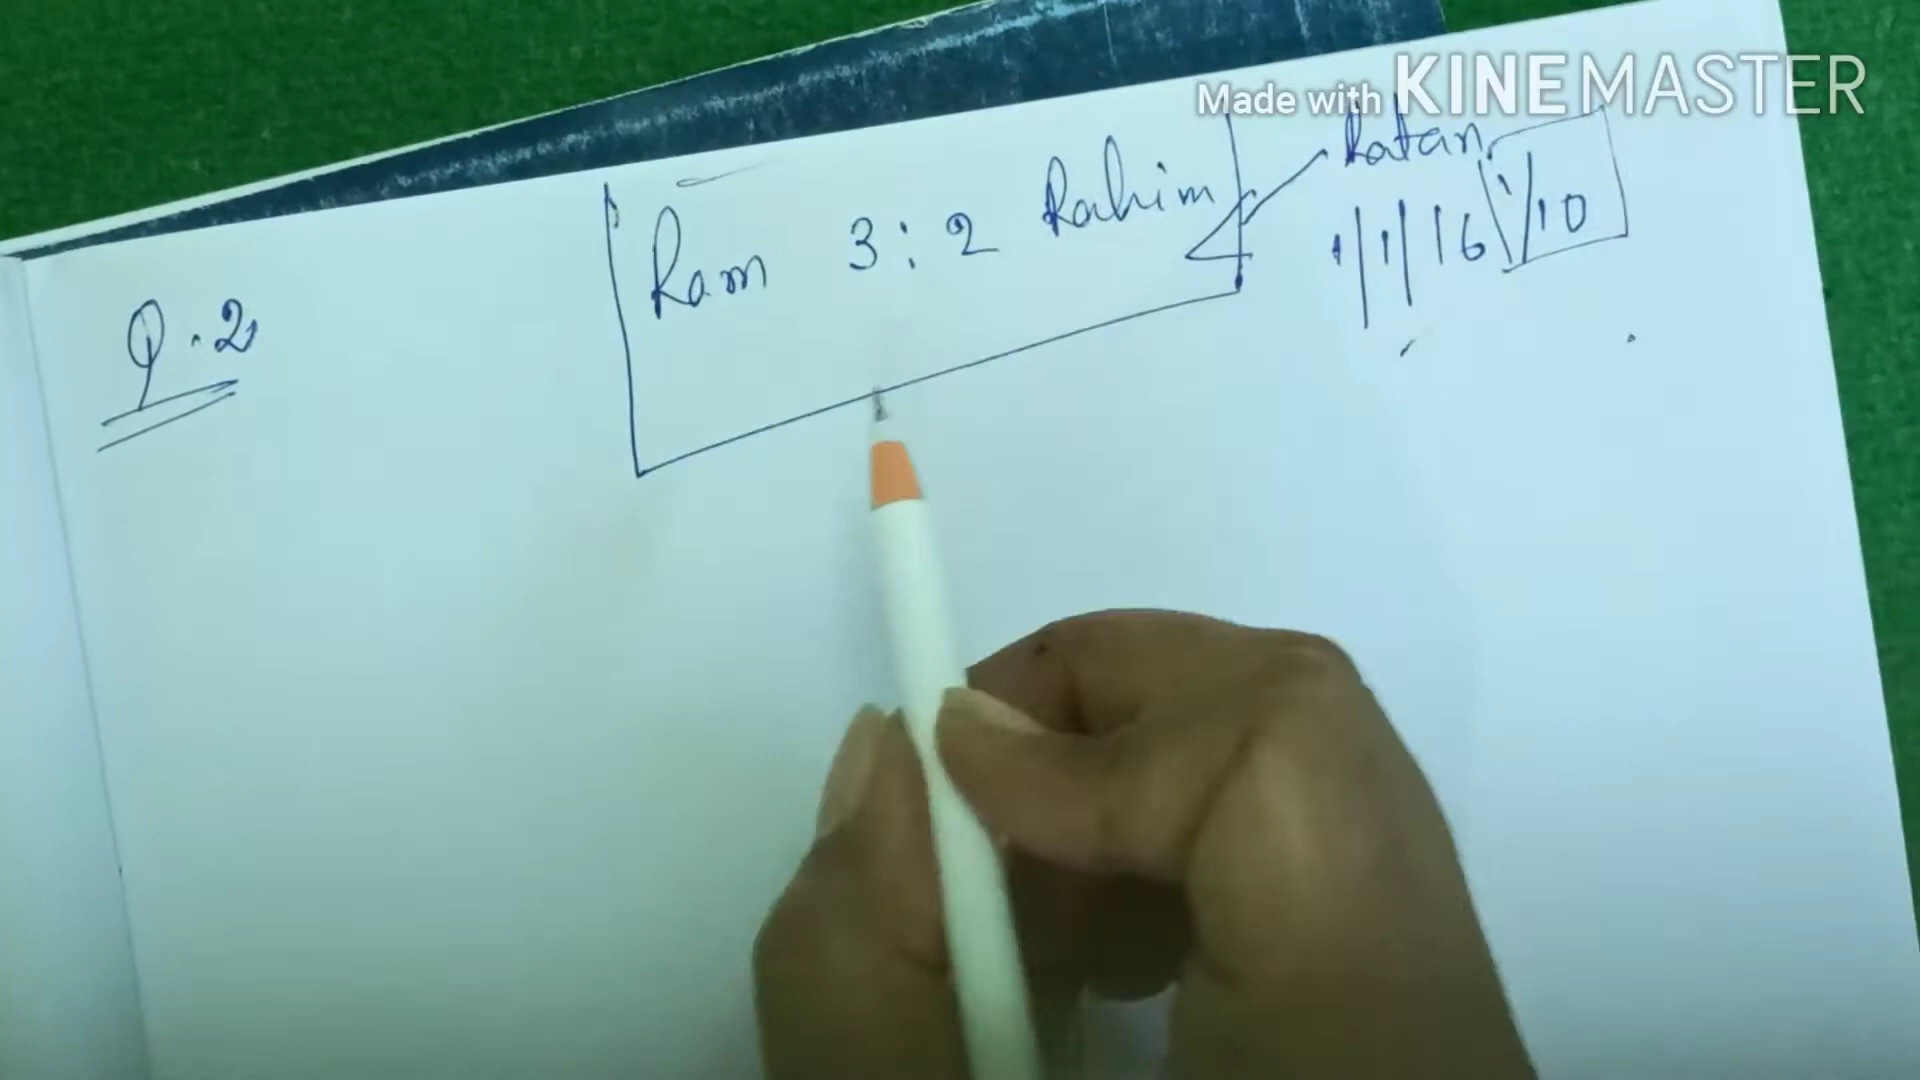 Made with KINEMASTER
Ram 3:2 Rahim
Ratan
1/1/16 1/10
Q.2